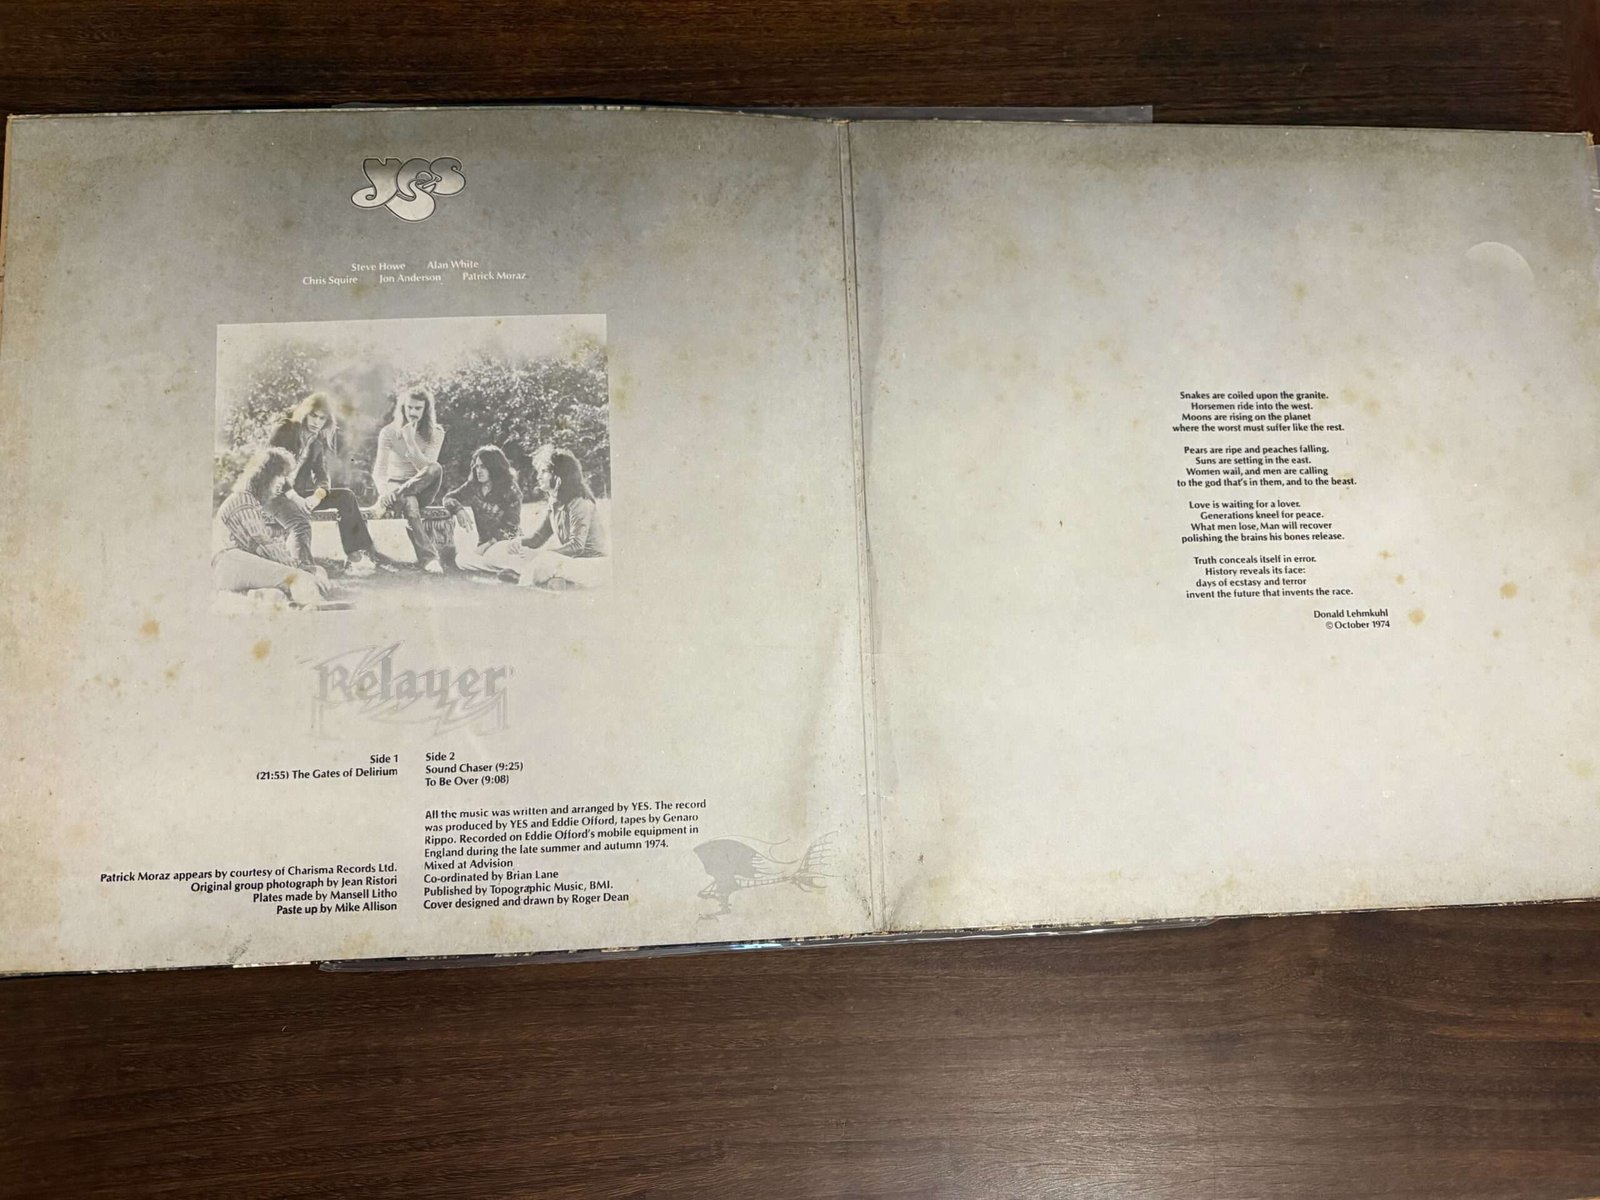 yes
Steve Howe Alan White
Chris Squire Jon Anderson Patrick Moraz
Relayer
Side 1
(21:55) The Gates of Delirium
Side 2
Sound Chaser (9:25)
To Be Over (9:08)
All the music was written and arranged by YES. The record
was produced by YES and Eddie Offord, tapes by Genaro
Rippo. Recorded on Eddie Offord's mobile equipment in
England during the late summer and autumn 1974.
Mixed at Advision
Co-ordinated by Brian Lane
Published by Topographic Music, BMI.
Cover designed and drawn by Roger Dean
Patrick Moraz appears by courtesy of Charisma Records Ltd.
Original group photograph by Jean Ristori
Plates made by Mansell Litho
Paste up by Mike Allison
Snakes are coiled upon the granite.
Horsemen ride into the west.
Moons are rising on the planet
where the worst must suffer like the rest.
Pears are ripe and peaches falling.
Suns are setting in the east.
Women wail, and men are calling
to the god that's in them, and to the beast.
Love is waiting for a lover.
Generations kneel for peace.
What men lose, Man will recover
polishing the brains his bones release.
Truth conceals itself in error.
History reveals its face:
days of ecstasy and terror
invent the future that invents the race.
Donald Lehmkuhl
© October 1974